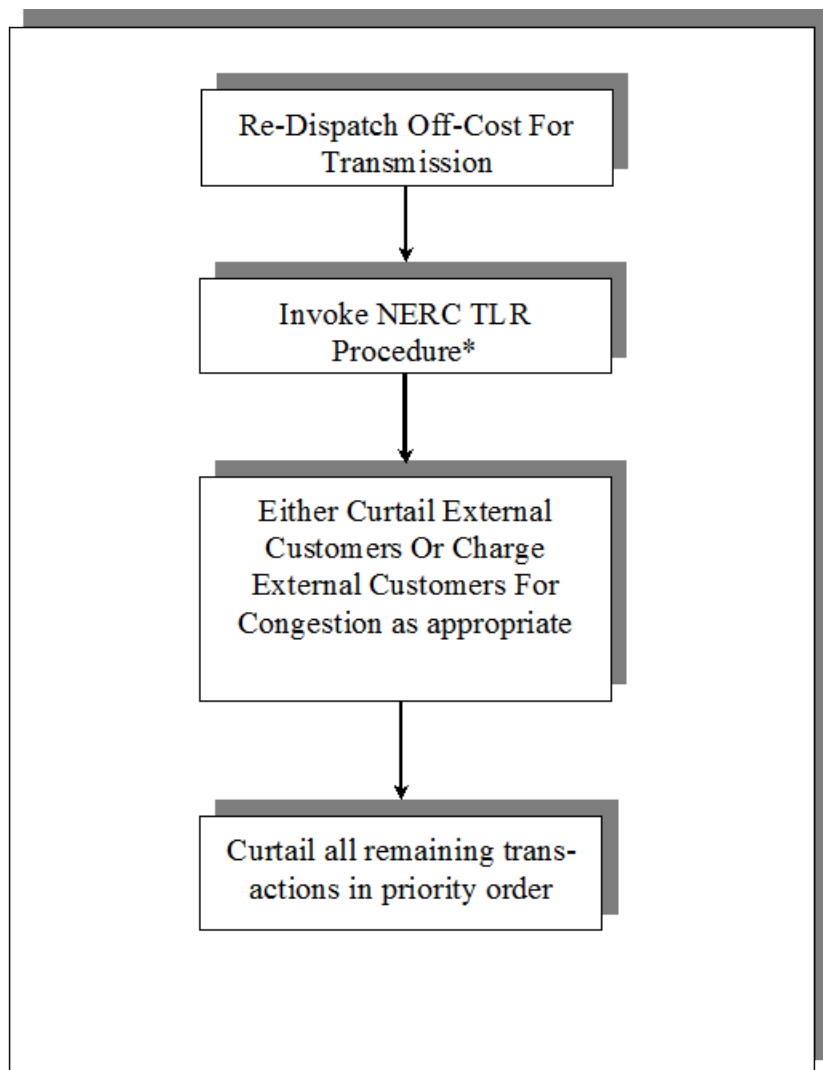 Re-Dispatch Off-Cost For
Transmission
Invoke NERC TLR
Procedure*
Either Curtail External
Customers Or Charge
External Customers For
Congestion as appropriate
Curtail all remaining trans-
actions in priority order